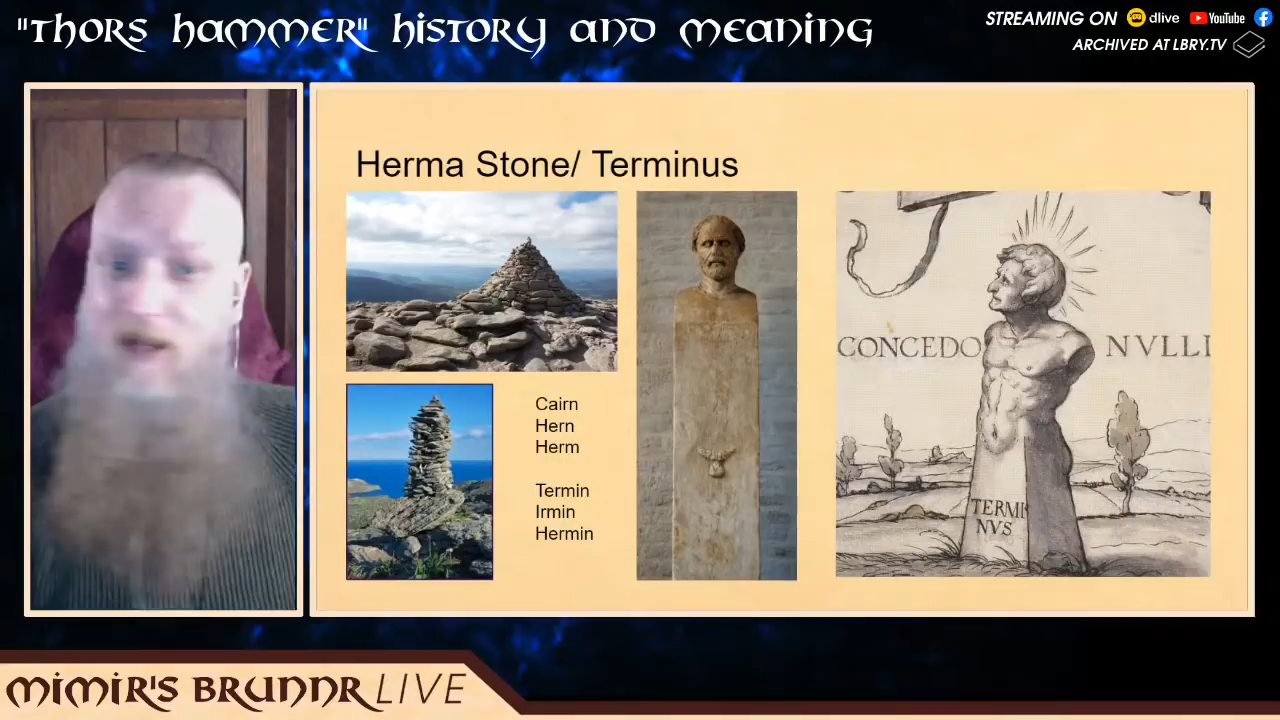 "THORS HAMMER" HISTORY AND MEANING
STREAMING ON dlive YouTube
ARCHIVED AT LBRY.TV
Herma Stone/ Terminus
Cairn
Hern
Herm
Termin
Irmin
Hermin
CONCEDO NVLLI
TERMI
NVS
MIMIR'S BRUNNR LIVE